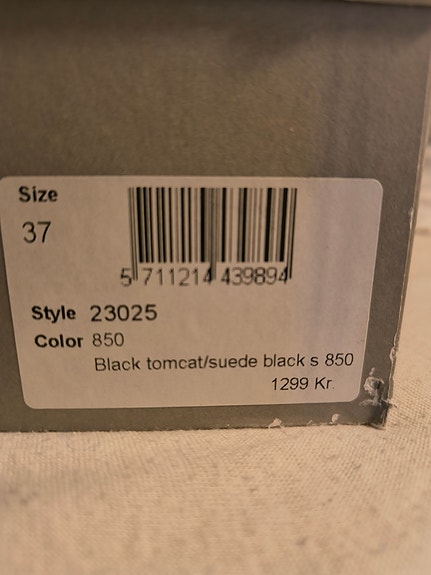 Size
37
5 711214 439894
Style 23025
Color 850
Black tomcat/suede black s 850
1299 Kr.